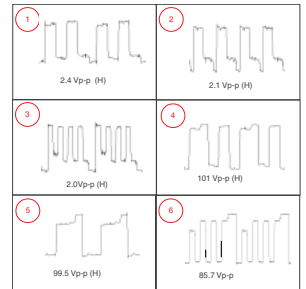 1
2
2.4 Vp-p (H)
2.1 Vp-p (H)
3
4
2.0Vp-p (H)
101 Vp-p (H)
5
6
99.5 Vp-p (H)
85.7 Vp-p